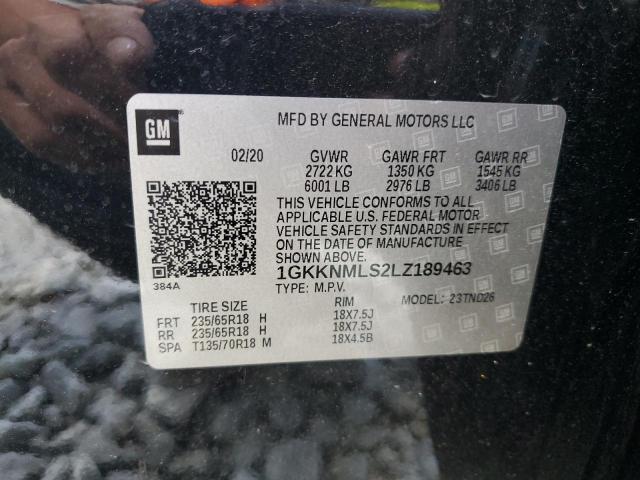 GM
MFD BY GENERAL MOTORS LLC
02/20 GVWR GAWR FRT GAWR RR
2722 KG 1350 KG 1545 KG
6001 LB 2976 LB 3406 LB
THIS VEHICLE CONFORMS TO ALL
APPLICABLE U.S. FEDERAL MOTOR
VEHICLE SAFETY STANDARDS IN EFFECT
ON THE DATE OF MANUFACTURE
SHOWN ABOVE.
384A
1GKKNMLS2LZ189463
TYPE: M.P.V. MODEL: 23TND26
TIRE SIZE RIM
FRT 235/65R18 H 18X7.5J
RR 235/65R18 H 18X7.5J
SPA T135/70R18 M 18X4.5B